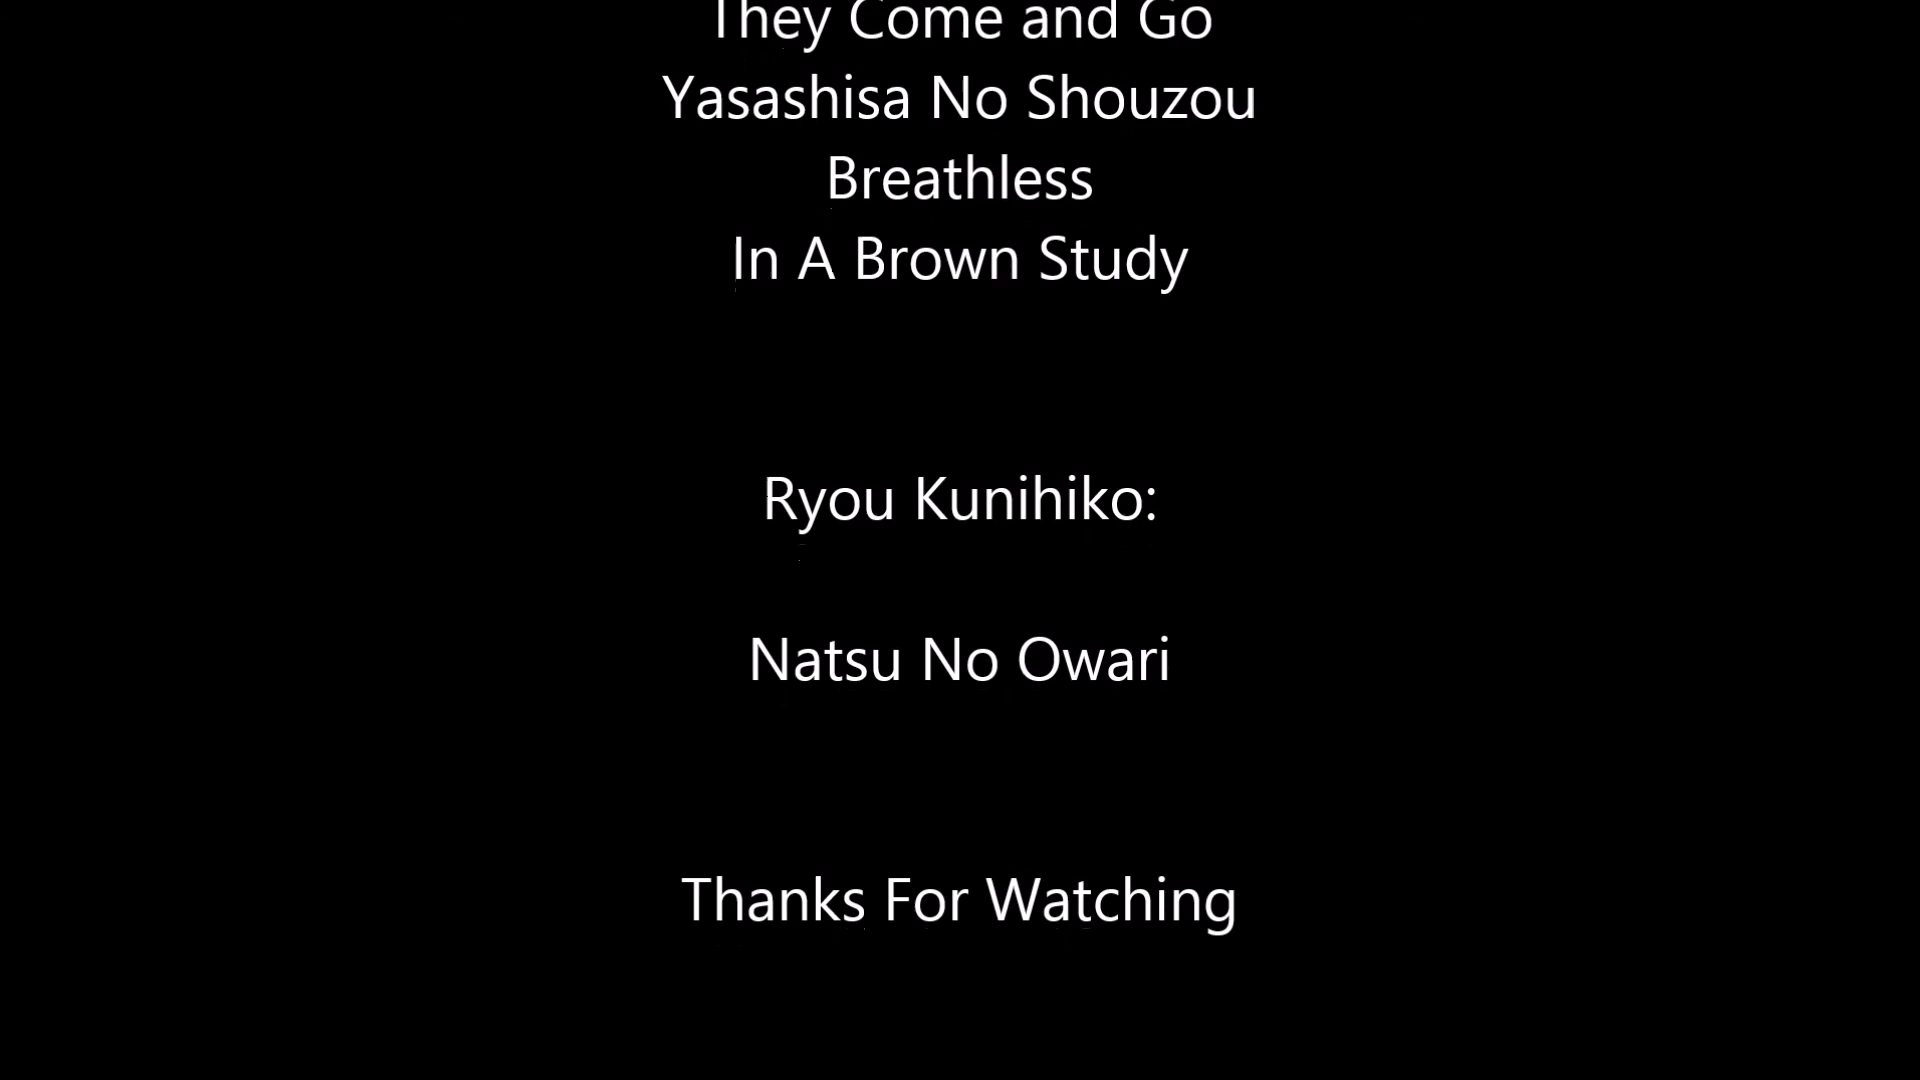 They Come and Go
Yasashisa No Shouzou
Breathless
In A Brown Study
Ryou Kunihiko:
Natsu No Owari
Thanks For Watching